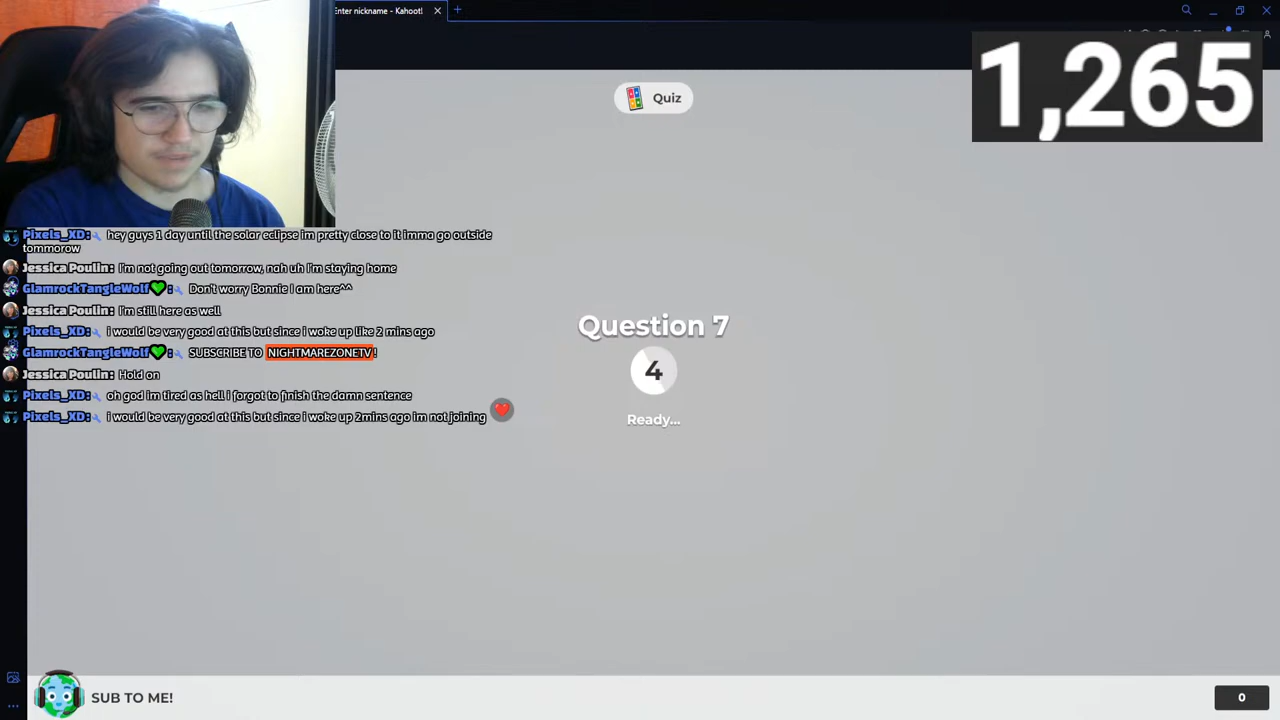 Enter nickname - Kahoot!
1,265
Quiz
Pixels_XD: hey guys 1 day until the solar eclipse im pretty close to it imma go outside
tommorow
Jessica Poulin: I'm not going out tomorrow, nah uh I'm staying home
GlamrockTangleWolf💚: Don't worry Bonnie I am here^^
Jessica Poulin: I'm still here as well
Pixels_XD: i would be very good at this but since i woke up like 2 mins ago
GlamrockTangleWolf💚: SUBSCRIBE TO NIGHTMAREZONETV!
Jessica Poulin: Hold on
Pixels_XD: oh god im tired as hell i forgot to finish the damn sentence
Pixels_XD: i would be very good at this but since i woke up 2mins ago im not joining
Question 7
4
Ready...
SUB TO ME!
0